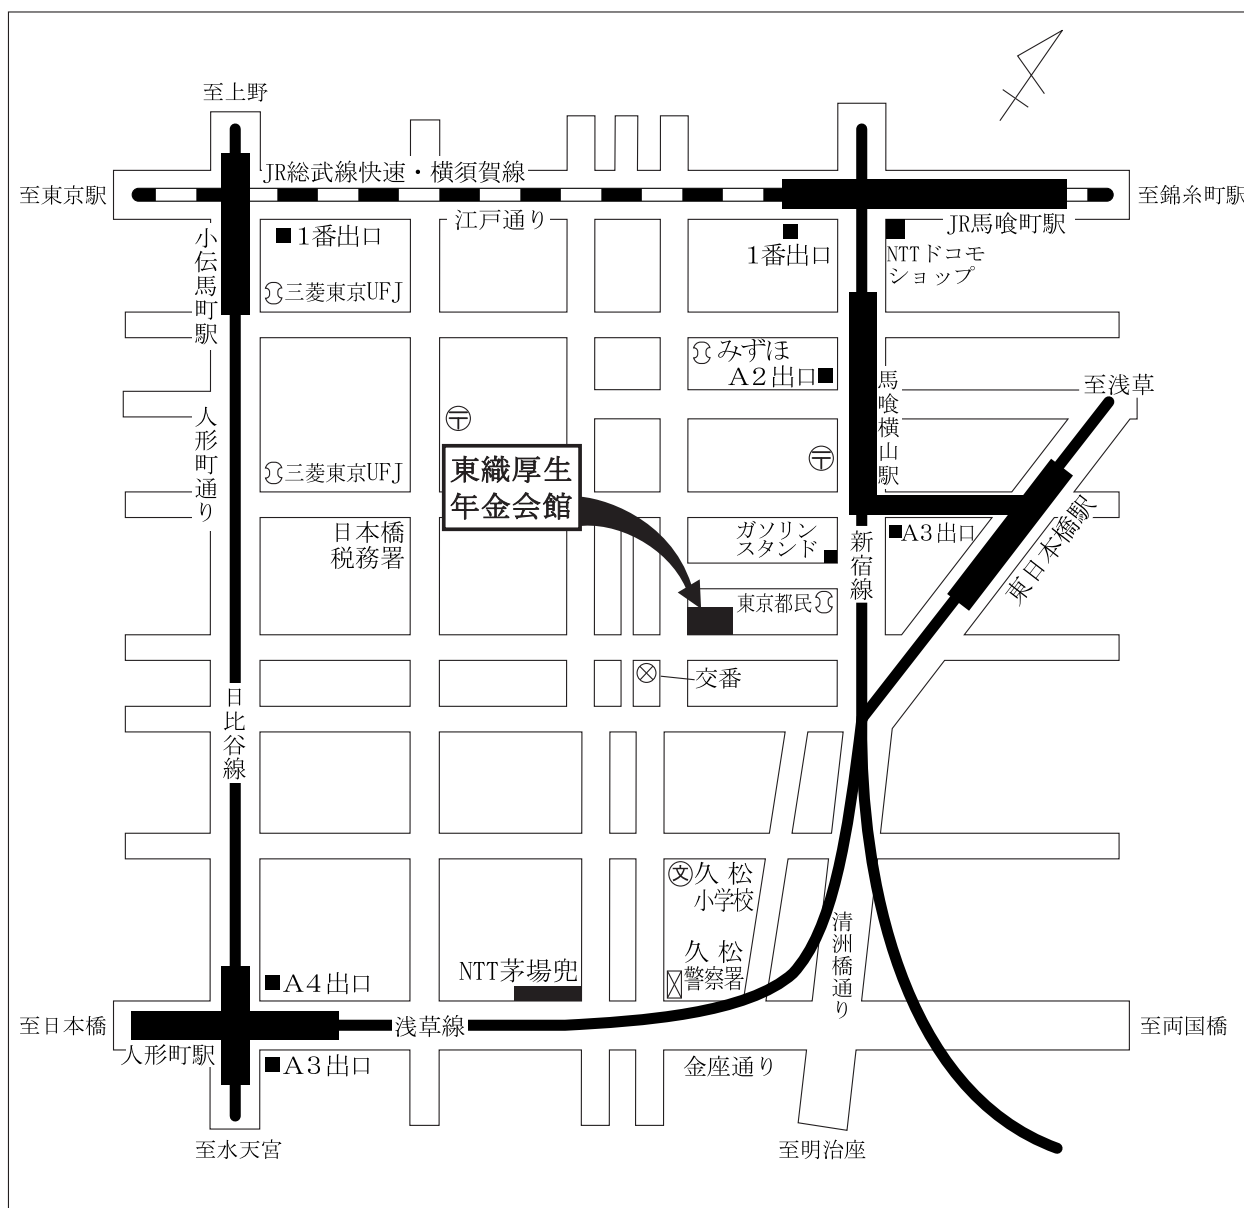 至上野
JR総武線快速・横須賀線
至東京駅
至錦糸町駅
江戸通り
JR馬喰町駅
小伝馬町駅
1番出口
1番出口
NTTドコモ
ショップ
三菱東京UFJ
みずほ
A2出口
馬喰横山駅
至浅草
人形町通り
〒
〒
東織厚生
年金会館
三菱東京UFJ
日本橋
税務署
ガソリン
スタンド
新宿線
A3出口
東日本橋駅
東京都民
交番
日比谷線
文
久松
小学校
久松
警察署
清洲橋通り
NTT茅場兜
A4出口
至日本橋
浅草線
至両国橋
人形町駅
A3出口
金座通り
至水天宮
至明治座